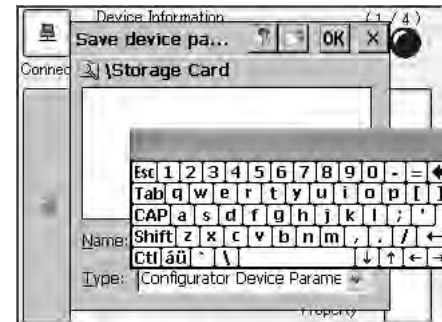 Device Information (1/4)
Save device pa... OK ×
Connec \Storage Card
Esc 1 2 3 4 5 6 7 8 9 0 - =
Tab q w e r t y u i o p [ ]
CAP a s d f g h j k l ; '
Name: Shift z x c v b n m , . / ←
Ctl áü ` \ ↓ ↑ ← →
Type: Configurator Device Parame
Property